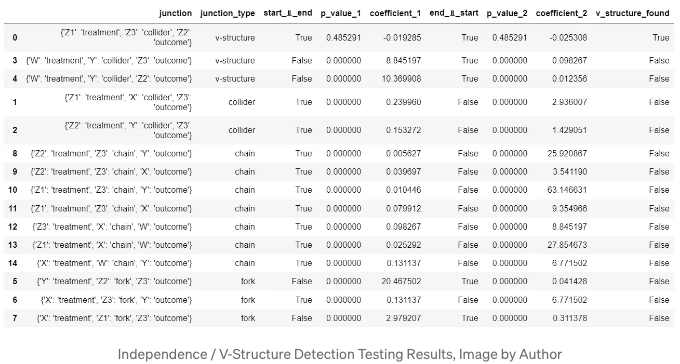 junction junction_type start_⫫_end p_value_1 coefficient_1 end_⫫_start p_value_2 coefficient_2 v_structure_found
0 {'Z1': 'treatment', 'Z3': 'collider', 'Z2': 'outcome'} v-structure True 0.485291 -0.019285 True 0.485291 -0.025308 True
3 {'W': 'treatment', 'Y': 'collider', 'Z3': 'outcome'} v-structure False 0.000000 8.845197 True 0.000000 0.098267 False
4 {'W': 'treatment', 'Y': 'collider', 'Z2': 'outcome'} v-structure False 0.000000 10.369908 True 0.000000 0.012356 False
1 {'Z1': 'treatment', 'X': 'collider', 'Z3': 'outcome'} collider True 0.239960 False 0.000000 2.936007 False
2 {'Z2': 'treatment', 'Y': 'collider', 'Z3': 'outcome'} collider True 0.153272 False 0.000000 1.429051 False
8 {'Z2': 'treatment', 'Z3': 'chain', 'Y': 'outcome'} chain True 0.000000 0.005627 False 0.000000 25.920867 False
9 {'Z2': 'treatment', 'Z3': 'chain', 'X': 'outcome'} chain True 0.000000 0.039697 False 0.000000 3.541190 False
10 {'Z1': 'treatment', 'Z3': 'chain', 'Y': 'outcome'} chain True 0.000000 0.010446 False 0.000000 63.146631 False
11 {'Z1': 'treatment', 'Z3': 'chain', 'X': 'outcome'} chain True 0.000000 0.079912 False 0.000000 9.354966 False
12 {'Z3': 'treatment', 'X': 'chain', 'W': 'outcome'} chain True 0.000000 0.098267 False 0.000000 8.845197 False
13 {'Z1': 'treatment', 'X': 'chain', 'W': 'outcome'} chain True 0.000000 0.025292 False 0.000000 27.854673 False
14 {'X': 'treatment', 'W': 'chain', 'Y': 'outcome'} chain True 0.000000 0.131137 False 0.000000 6.771502 False
5 {'Y': 'treatment', 'Z2': 'fork', 'Z3': 'outcome'} fork False 0.000000 20.467502 True 0.000000 0.041428 False
6 {'X': 'treatment', 'Z3': 'fork', 'Y': 'outcome'} fork True 0.000000 0.131137 False 0.000000 6.771502 False
7 {'X': 'treatment', 'Z1': 'fork', 'Z3': 'outcome'} fork False 0.000000 2.979207 True 0.000000 0.311378 False
Independence / V-Structure Detection Testing Results, Image by Author